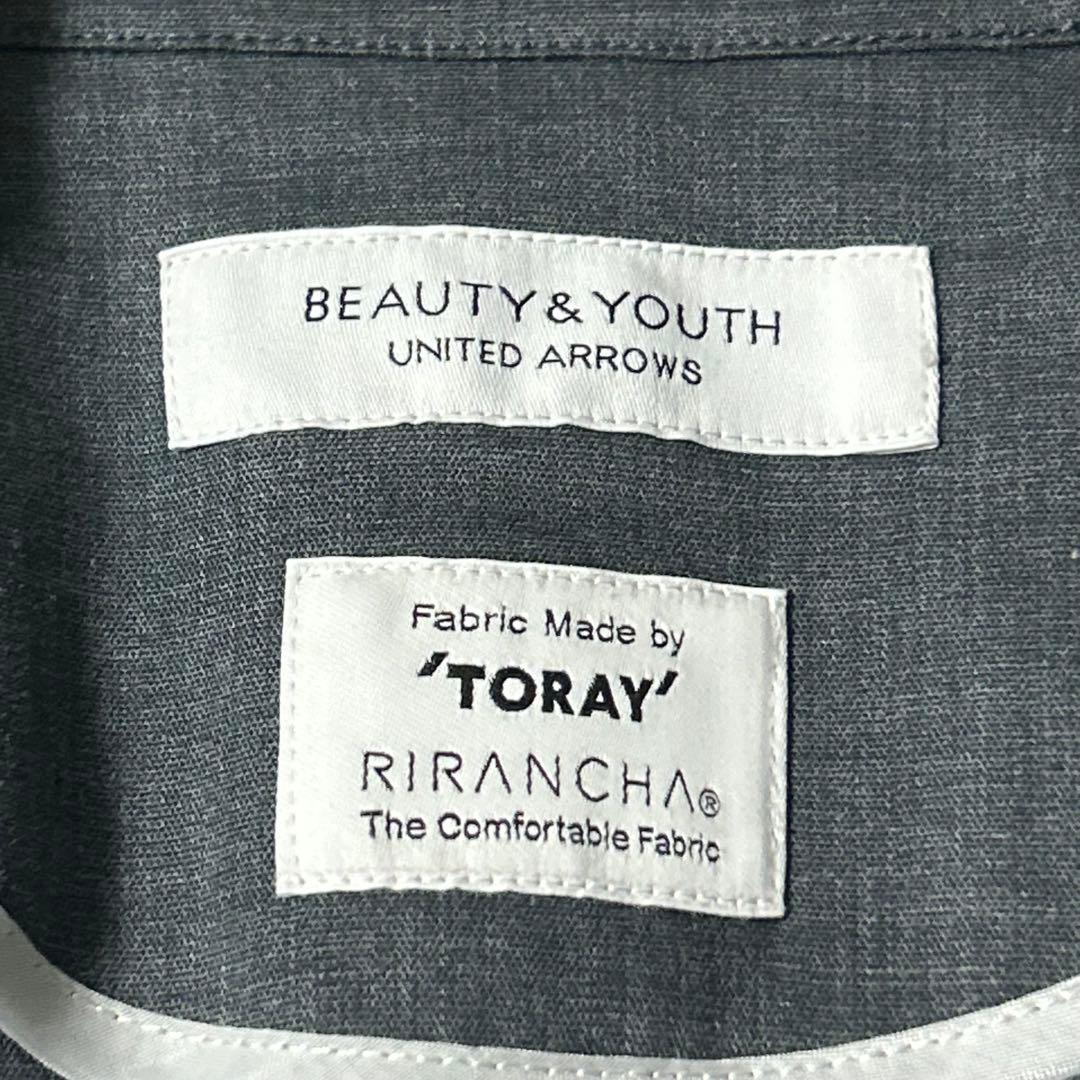 BEAUTY & YOUTH
UNITED ARROWS
Fabric Made by
'TORAY'
RIRANCHA®
The Comfortable Fabric